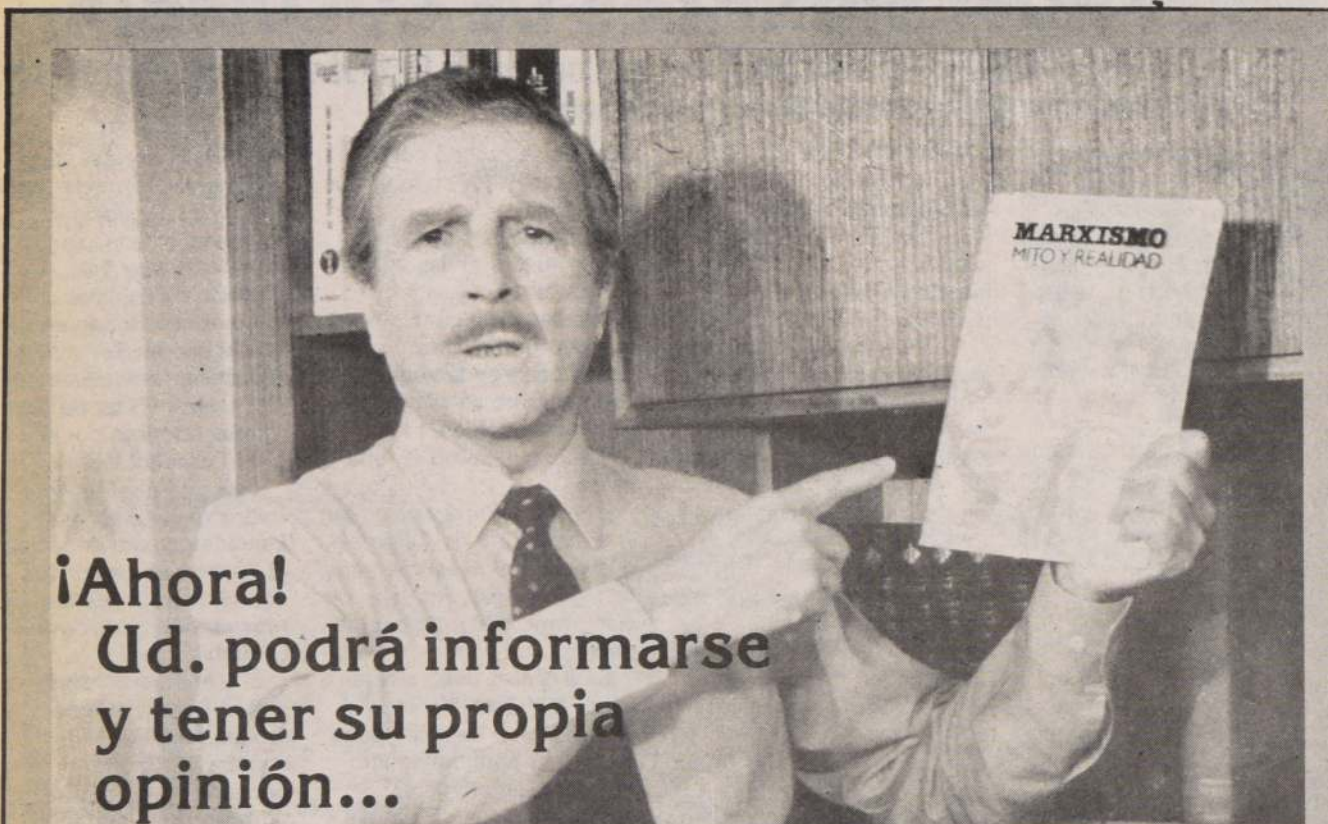 MARXISMO
MITO Y REALIDAD
¡Ahora!
Ud. podrá informarse
y tener su propia
opinión...